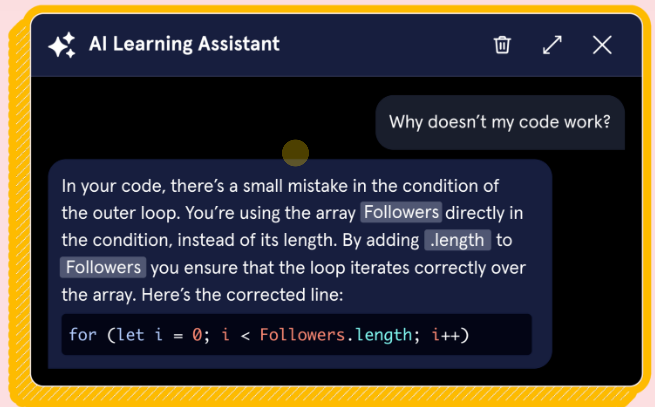 AI Learning Assistant
Why doesn’t my code work?
In your code, there’s a small mistake in the condition of
the outer loop. You’re using the array Followers directly in
the condition, instead of its length. By adding .length to
Followers you ensure that the loop iterates correctly over
the array. Here’s the corrected line:
for (let i = 0; i < Followers.length; i++)